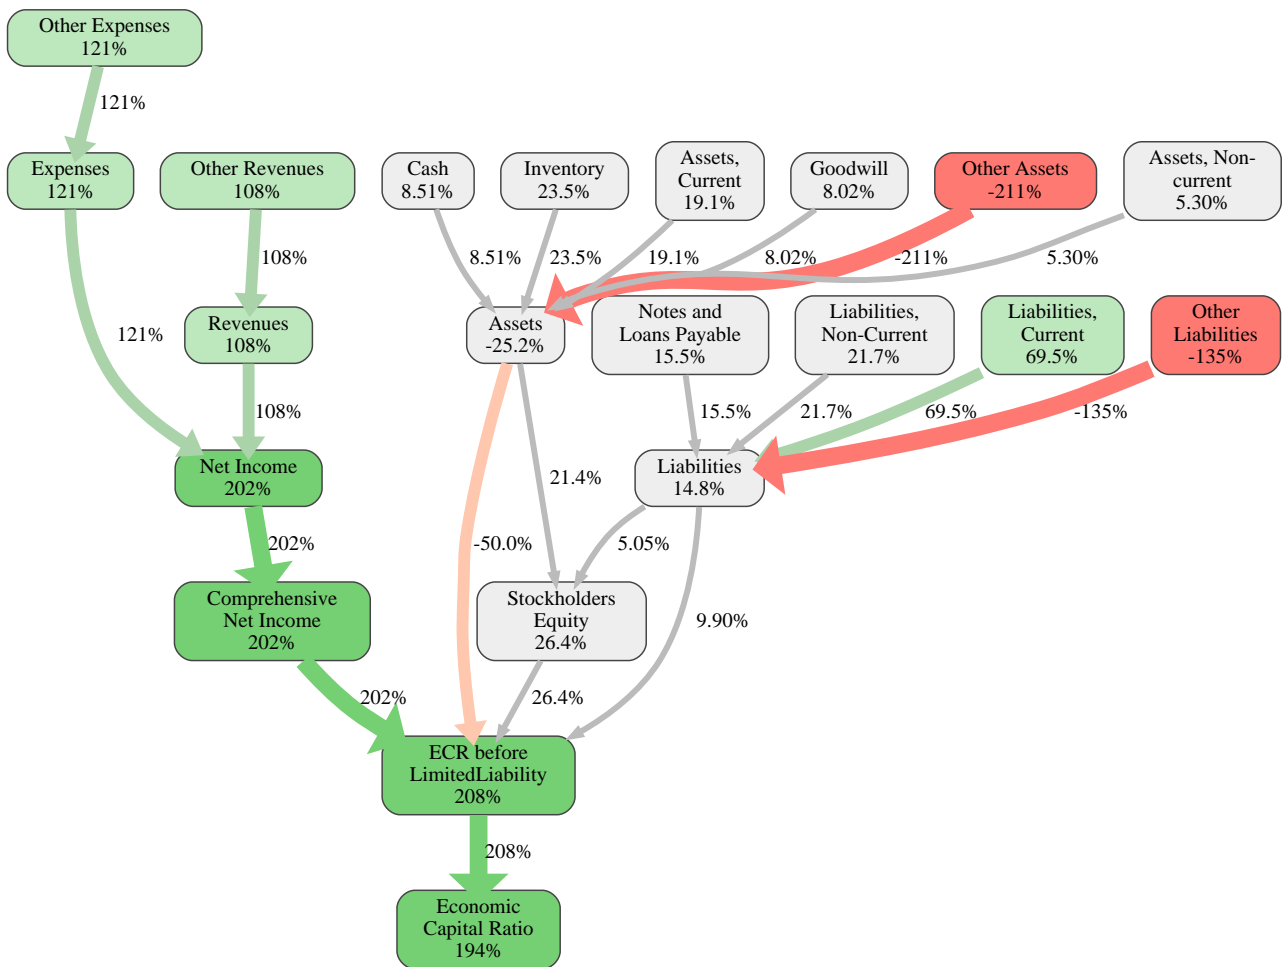 Other Expenses
121%
121%
Expenses
121%
Other Revenues
108%
Cash
8.51%
Inventory
23.5%
Assets,
Current
19.1%
Goodwill
8.02%
Other Assets
-211%
Assets, Non-
current
5.30%
108%
8.51%
23.5%
19.1%
8.02%
-211%
5.30%
121%
Revenues
108%
Assets
-25.2%
Notes and
Loans Payable
15.5%
Liabilities,
Non-Current
21.7%
Liabilities,
Current
69.5%
Other
Liabilities
-135%
108%
15.5%
21.7%
69.5%
-135%
Net Income
202%
21.4%
Liabilities
14.8%
202%
-50.0%
5.05%
Comprehensive
Net Income
202%
Stockholders
Equity
26.4%
9.90%
202%
26.4%
ECR before
LimitedLiability
208%
208%
Economic
Capital Ratio
194%